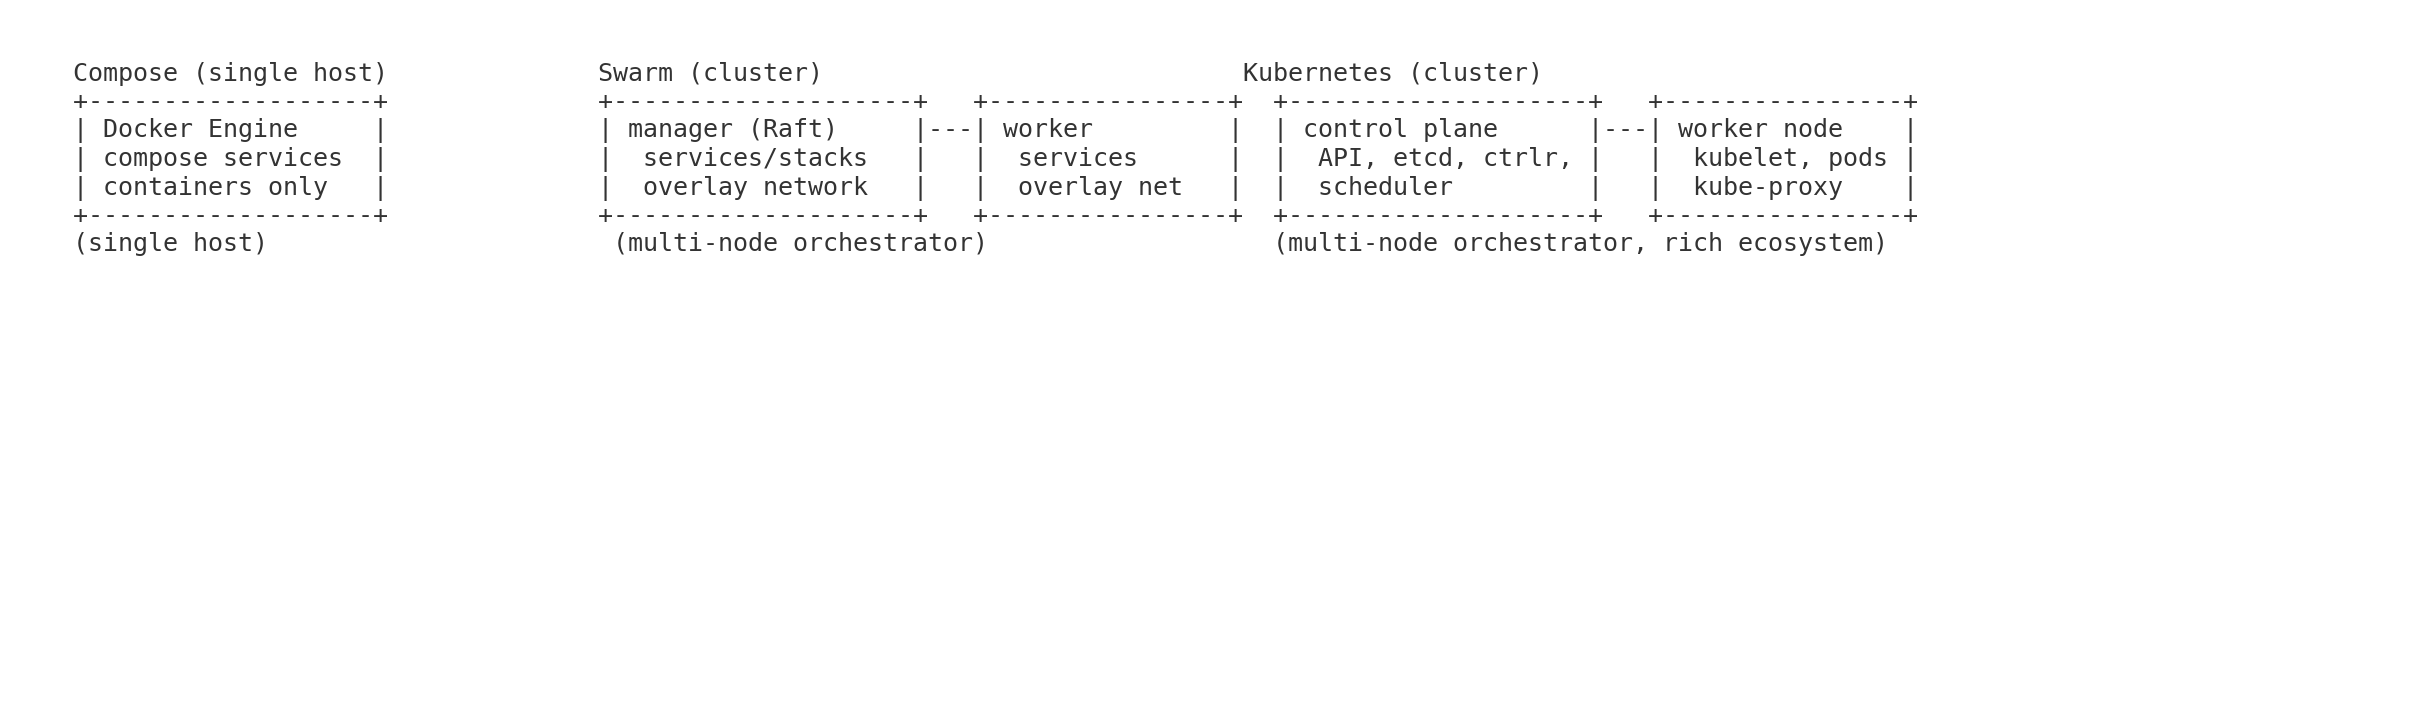 Compose (single host)              Swarm (cluster)                            Kubernetes (cluster)
+-------------------+              +--------------------+   +----------------+  +--------------------+   +----------------+
| Docker Engine     |              | manager (Raft)     |---| worker         |  | control plane      |---| worker node    |
| compose services  |              |  services/stacks   |   |  services      |  |  API, etcd, ctrlr, |   |  kubelet, pods |
| containers only   |              |  overlay network   |   |  overlay net   |  |  scheduler         |   |  kube-proxy    |
+-------------------+              +--------------------+   +----------------+  +--------------------+   +----------------+
(single host)                       (multi-node orchestrator)                   (multi-node orchestrator, rich ecosystem)